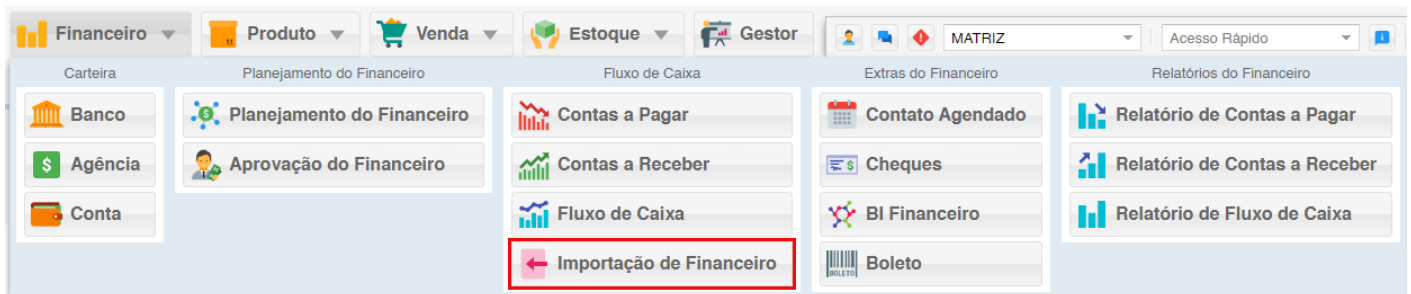 Financeiro Produto Venda Estoque Gestor MATRIZ Acesso Rápido
Carteira Planejamento do Financeiro Fluxo de Caixa Extras do Financeiro Relatórios do Financeiro
Banco Planejamento do Financeiro Contas a Pagar Contato Agendado Relatório de Contas a Pagar
Agência Aprovação do Financeiro Contas a Receber Cheques Relatório de Contas a Receber
Conta Fluxo de Caixa BI Financeiro Relatório de Fluxo de Caixa
Importação de Financeiro BOLETO Boleto